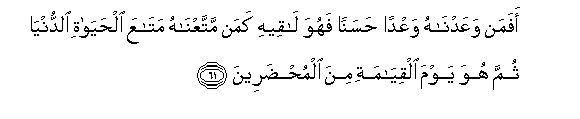 أَفَمَن وَعَدْنَـٰهُ وَعْدًا حَسَنًا فَهُوَ لَـٰقِيهِ كَمَن مَّتَّعْنَـٰهُ مَتَـٰعَ ٱلْحَيَوٰةِ ٱلدُّنْيَا
ثُمَّ هُوَ يَوْمَ ٱلْقِيَـٰمَةِ مِنَ ٱلْمُحْضَرِينَ ٦١